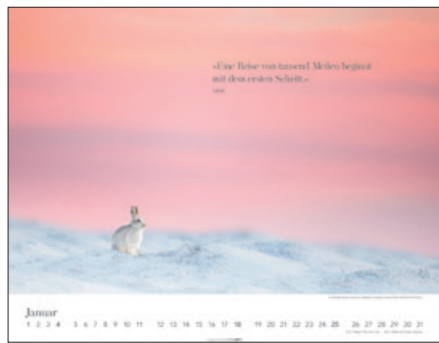 »Eine Reise von tausend Meilen beginnt
mit dem ersten Schritt.«
Januar
1 2 3 4 5 6 7 8 9 10 11 12 13 14 15 16 17 18 19 20 21 22 23 24 25 26 27 28 29 30 31